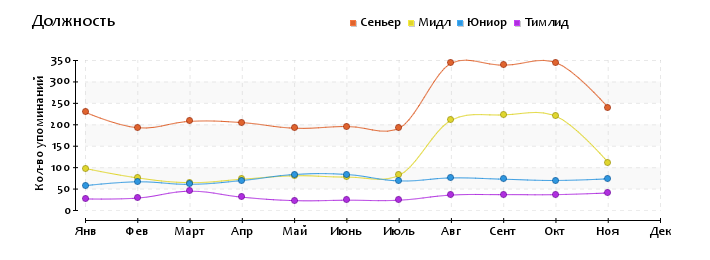 Должность
Сеньер Мидл Юниор Тимлид
Кол-во упоминаний
350
300
250
200
150
100
50
0
Янв Фев Март Апр Май Июнь Июль Авг Сент Окт Ноя Дек